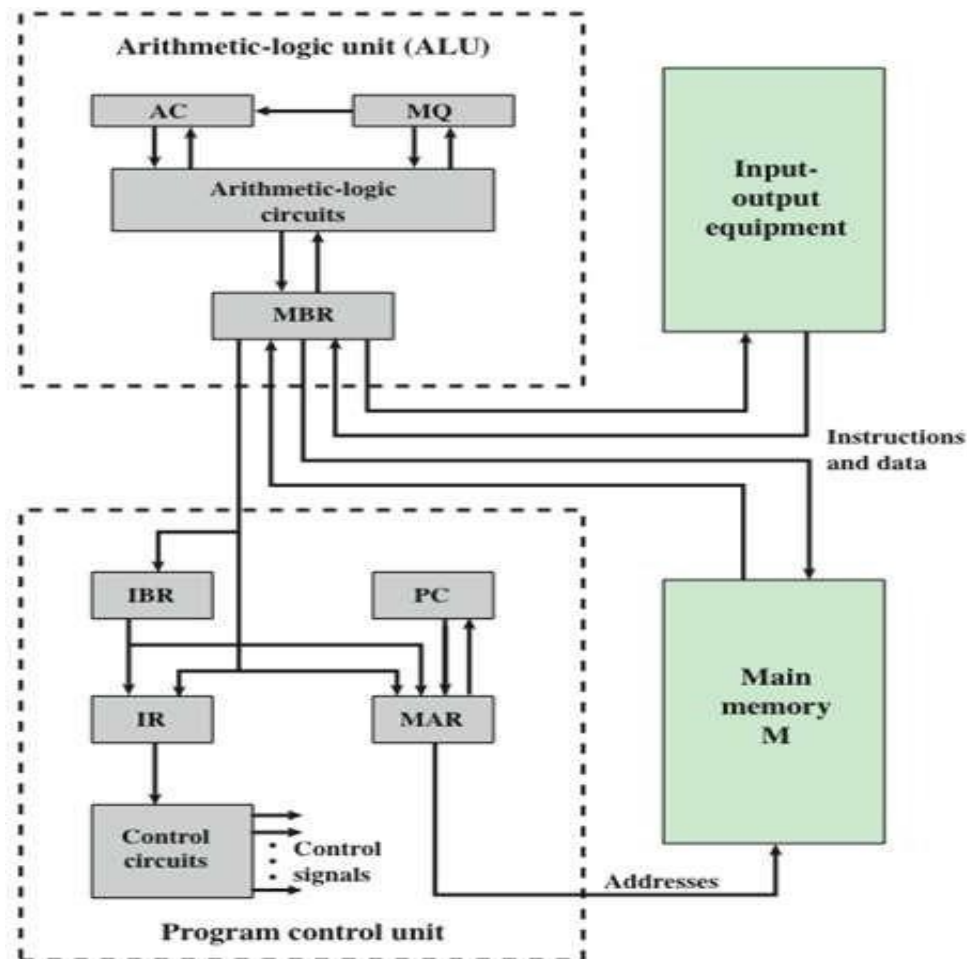 Arithmetic-logic unit (ALU)
AC
MQ
Arithmetic-logic
circuits
MBR
Input-
output
equipment
Instructions
and data
IBR
PC
IR
MAR
Main
memory
M
Control
circuits
Control
signals
Addresses
Program control unit